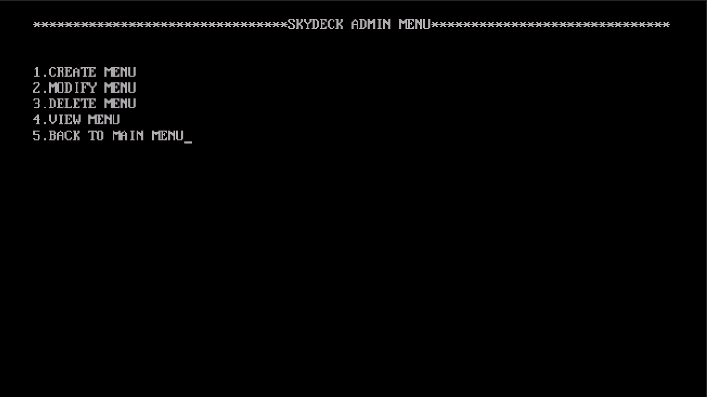 ********************************SKYDECK ADMIN MENU******************************
1.CREATE MENU
2.MODIFY MENU
3.DELETE MENU
4.VIEW MENU
5.BACK TO MAIN MENU_